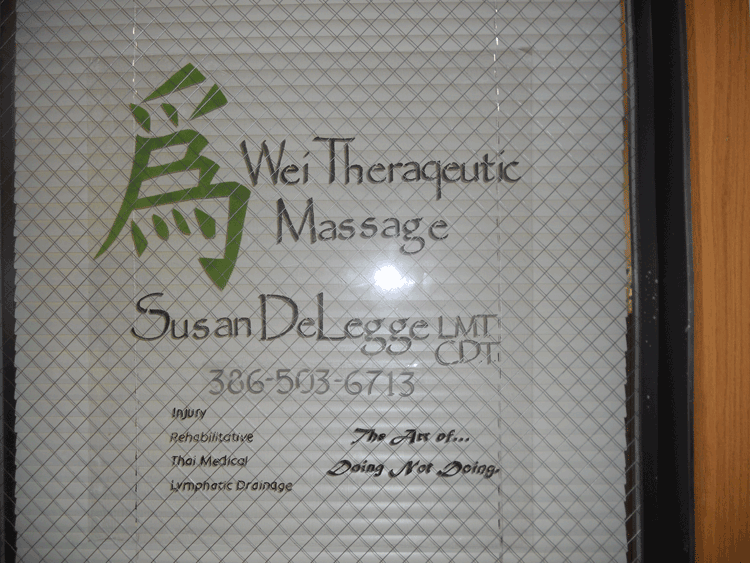 為
Wei Theraqeutic
Massage
Susan DeLegge LMT
CDT
386-503-6713
Injury
Rehabilitative
Thai Medical
Lymphatic Drainage
The Art of...
Doing Not Doing.